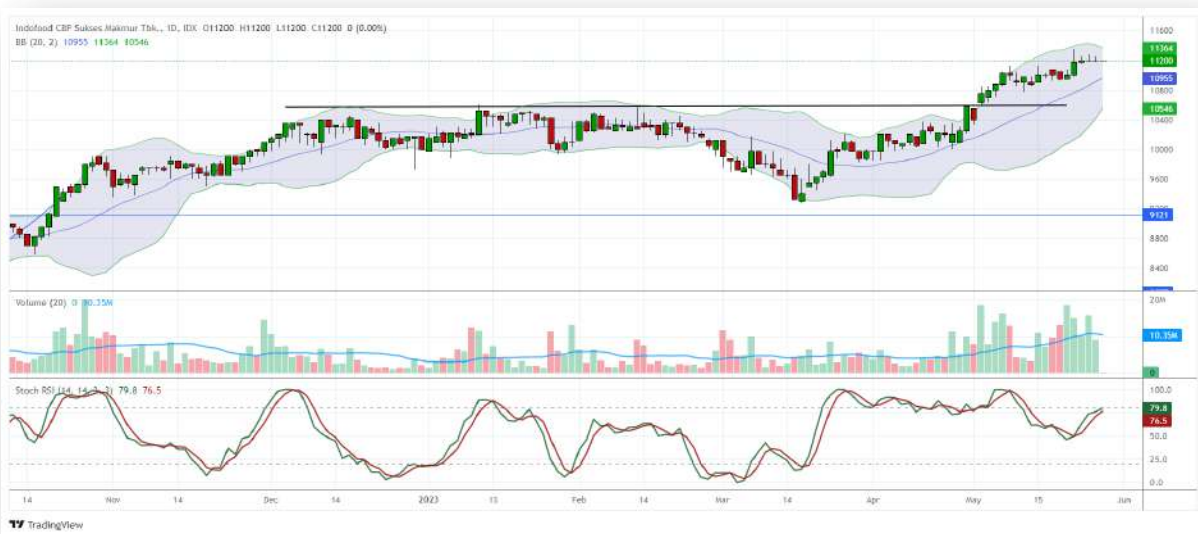 Indofood CBP Sukses Makmur Tbk., 1D, IDX O11200 H11200 L11200 C11200 0 (0.00%)
BB (20, 2) 10955 11364 10546
11600
11364
11200
10955
10800
10546
10400
10000
9600
9121
8800
8400
Volume (20) 0 10.35M
20M
10.35M
0
Stoch RSI (14, 14, 3, 3) 79.8 76.5
100.0
79.8
76.5
50.0
25.0
0.0
14 Nov 14 Dec 14 2023 13 Feb 14 Mar 14 Apr May 15 Jun
TradingView